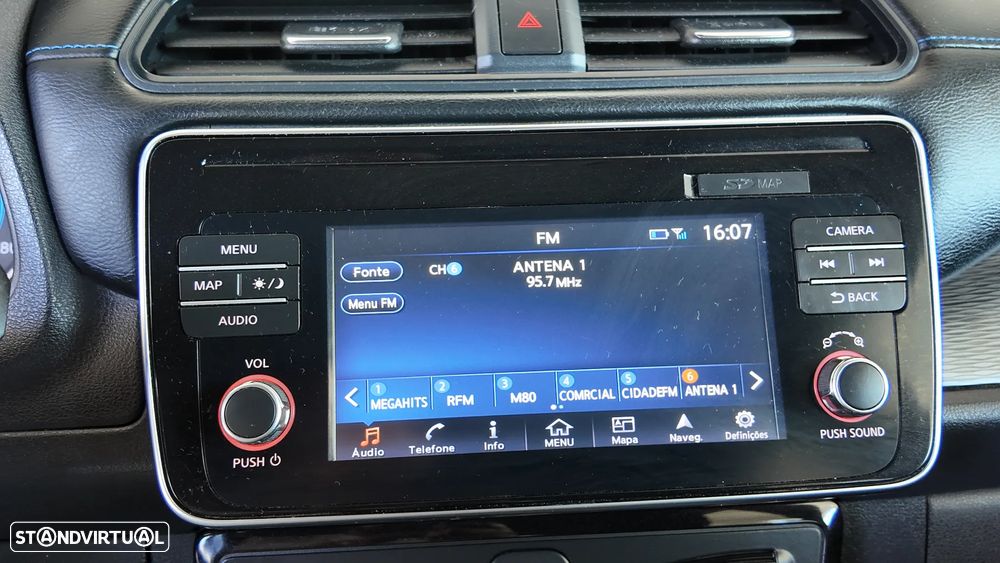 SD MAP
FM 16:07
MENU
MAP
AUDIO
VOL
PUSH
Fonte
CH 6 ANTENA 1
95.7 MHz
Menu FM
1 MEGAHITS
2 RFM
3 M80
4 COMRCIAL
5 CIDADEFM
6 ANTENA 1
Áudio
Telefone
Info
MENU
Mapa
Naveg.
Definições
CAMERA
BACK
PUSH SOUND
STANDVIRTUAL